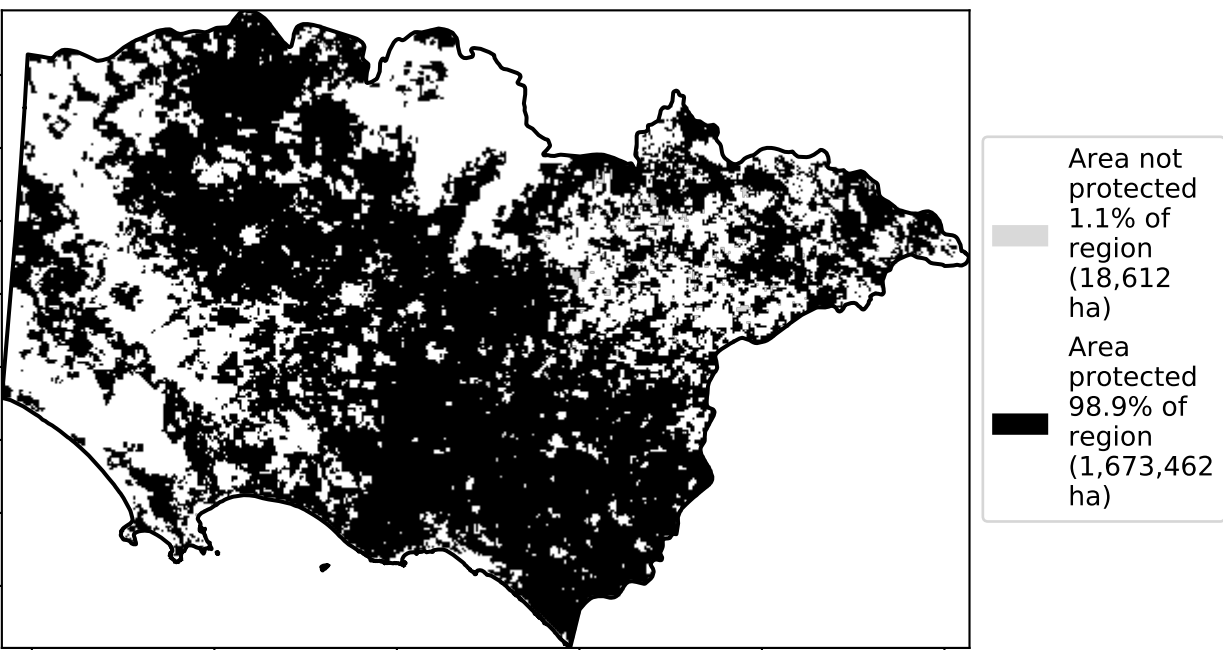 Area not
protected
1.1% of
region
(18,612
ha)
Area
protected
98.9% of
region
(1,673,462
ha)